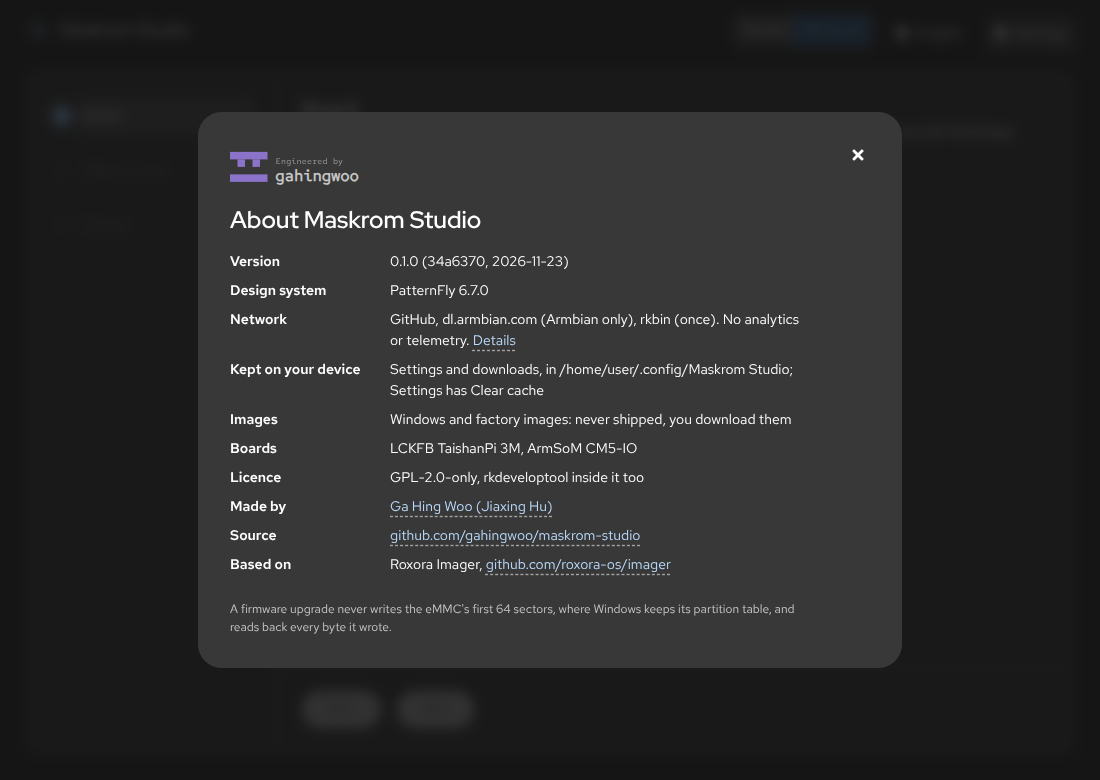 Engineered by
gahingwoo
About Maskrom Studio
Version 0.1.0 (34a6370, 2026-11-23)
Design system PatternFly 6.7.0
Network GitHub, dl.armbian.com (Armbian only), rkbin (once). No analytics
or telemetry. Details
Kept on your device Settings and downloads, in /home/user/.config/Maskrom Studio;
Settings has Clear cache
Images Windows and factory images: never shipped, you download them
Boards LCKFB TaishanPi 3M, ArmSoM CM5-IO
Licence GPL-2.0-only, rkdeveloptool inside it too
Made by Ga Hing Woo (Jiaxing Hu)
Source github.com/gahingwoo/maskrom-studio
Based on Roxora Imager, github.com/roxora-os/imager
A firmware upgrade never writes the eMMC's first 64 sectors, where Windows keeps its partition table, and
reads back every byte it wrote.